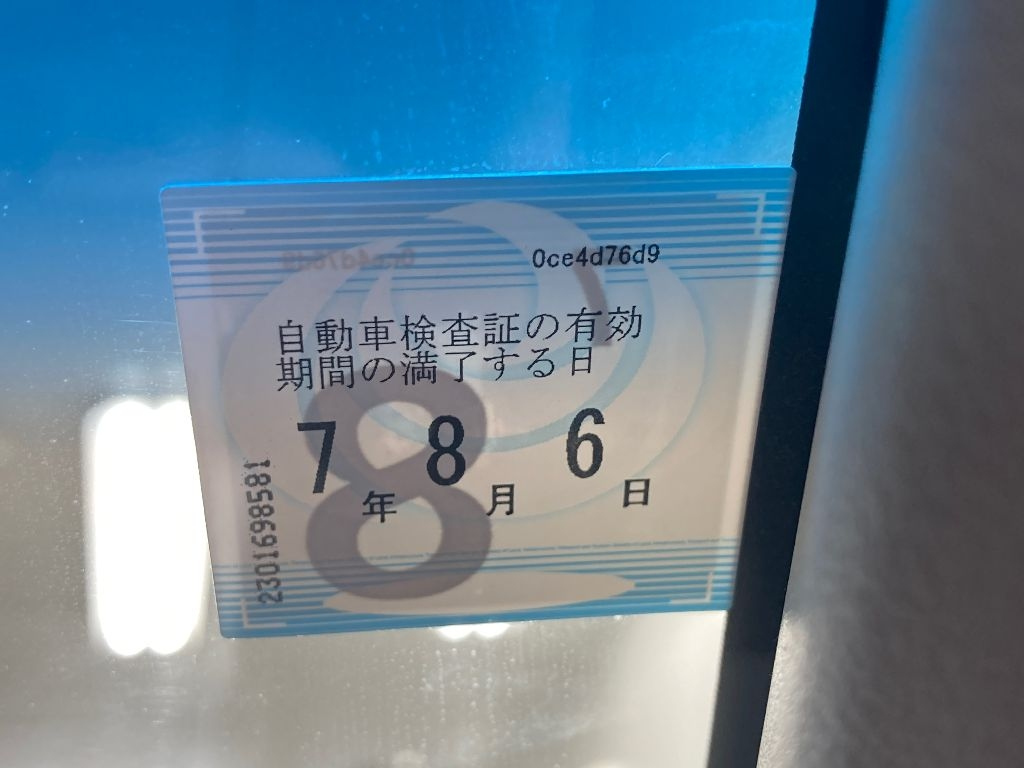 0ce4d76d9
自動車検査証の有効
期間の満了する日
7年 8月 6日
2301698581
8